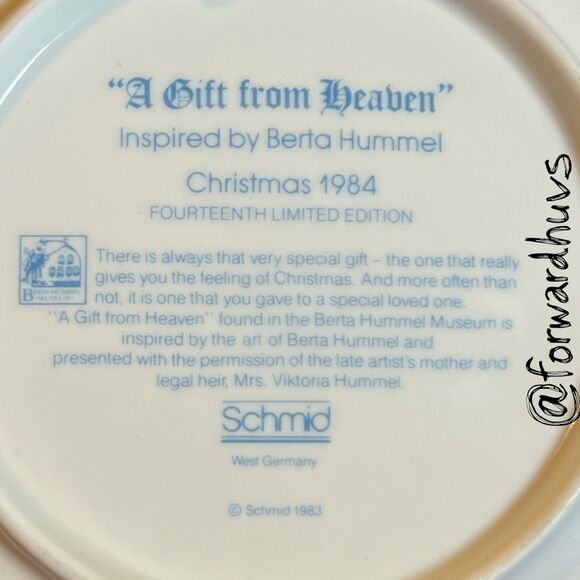 “A Gift from Heaven”
Inspired by Berta Hummel
Christmas 1984
FOURTEENTH LIMITED EDITION
BERTA HUMMEL
MUSEUM
There is always that very special gift – the one that really
gives you the feeling of Christmas. And more often than
not, it is one that you gave to a special loved one.
"A Gift from Heaven" found in the Berta Hummel Museum is
inspired by the art of Berta Hummel and
presented with the permission of the late artist's mother and
legal heir, Mrs. Viktoria Hummel.
Schmid
West Germany
© Schmid 1983
@forwardhuvs